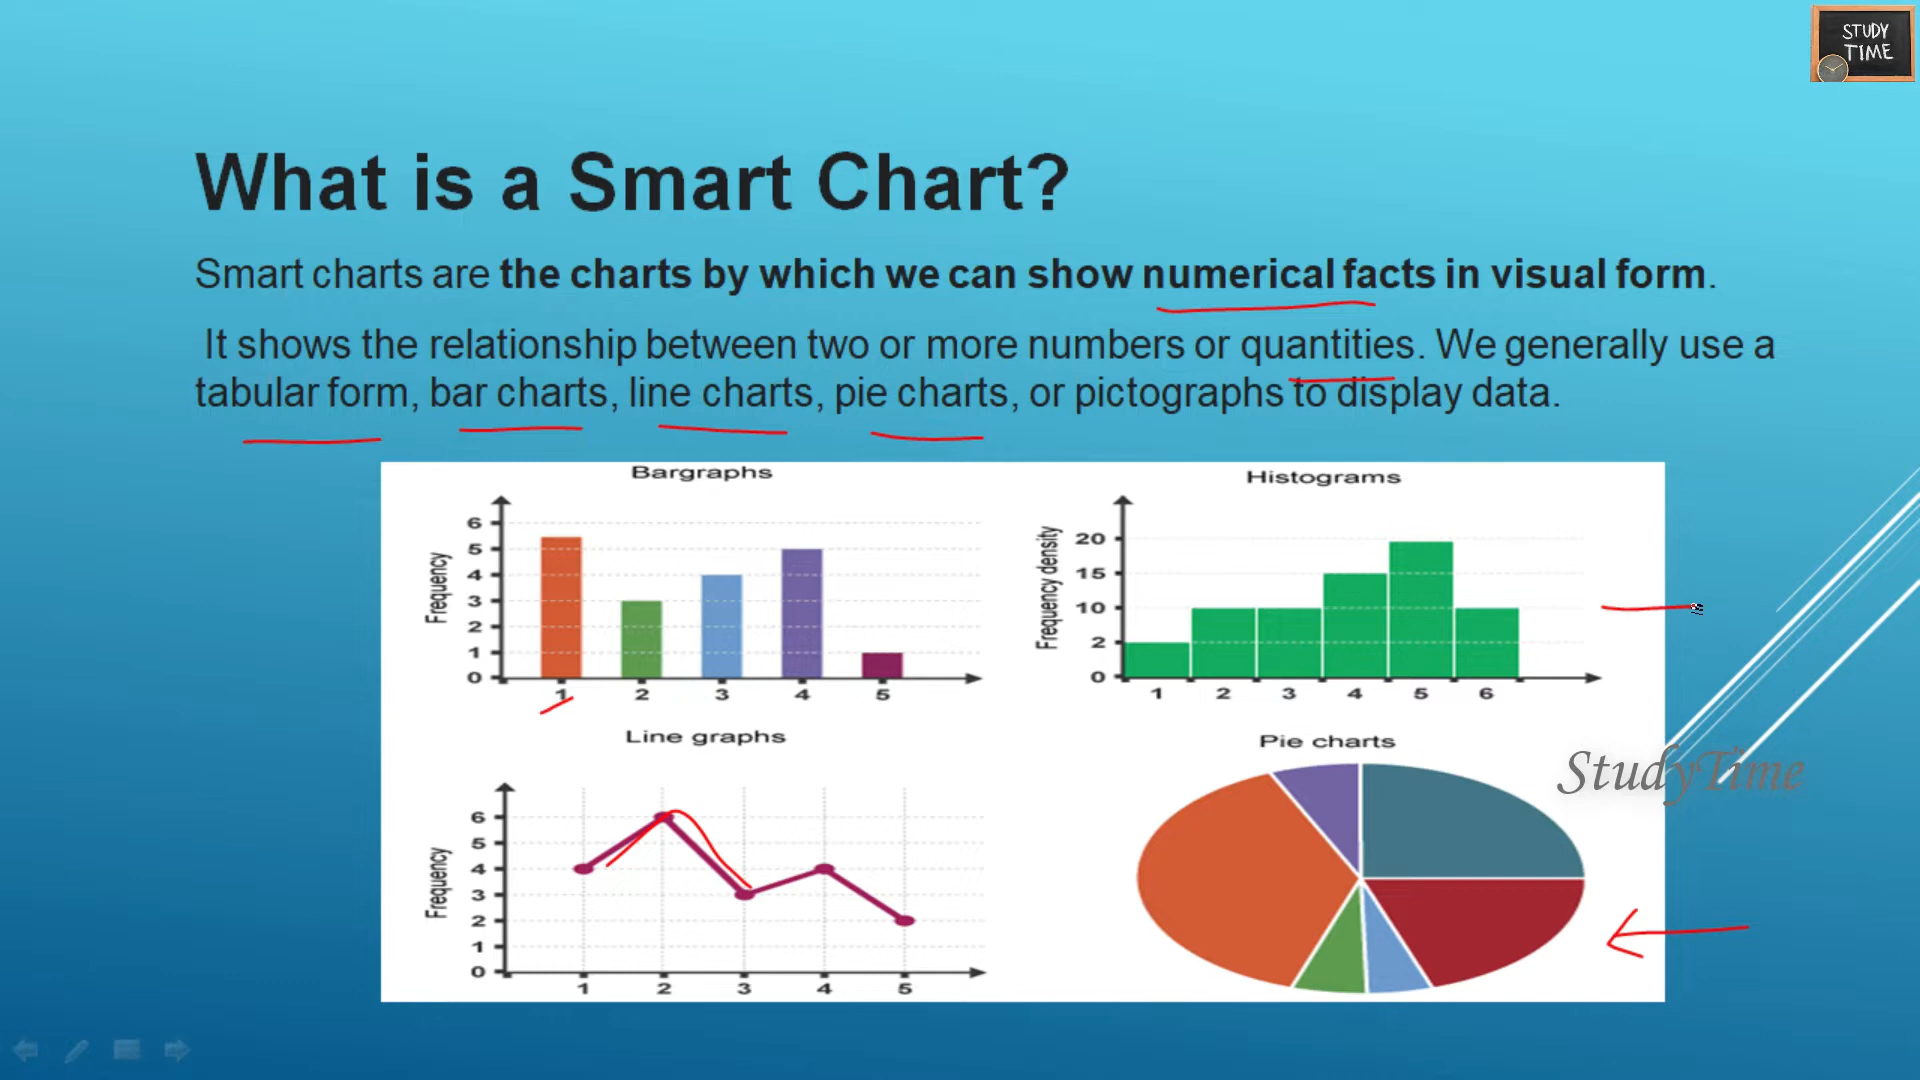 STUDY
TIME
What is a Smart Chart?
Smart charts are the charts by which we can show numerical facts in visual form.
It shows the relationship between two or more numbers or quantities. We generally use a
tabular form, bar charts, line charts, pie charts, or pictographs to display data.
Bargraphs
Frequency
6
5
4
3
2
1
0
1 2 3 4 5
Histograms
Frequency density
20
15
10
2
0
1 2 3 4 5 6
Line graphs
Frequency
6
5
4
3
2
1
0
1 2 3 4 5
Pie charts
StudyTime